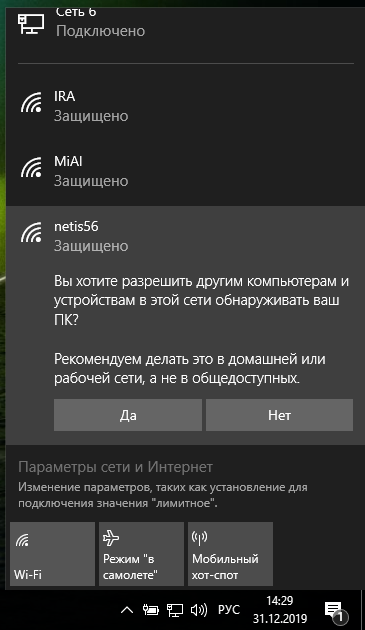 Сеть 6
Подключено
IRA
Защищено
MiAl
Защищено
netis56
Защищено
Вы хотите разрешить другим компьютерам и
устройствам в этой сети обнаруживать ваш
ПК?
Рекомендуем делать это в домашней или
рабочей сети, а не в общедоступных.
Да
Нет
Параметры сети и Интернет
Изменение параметров, таких как установление для
подключения значения "лимитное".
Wi-Fi
Режим "в
самолете"
Мобильный
хот-спот
РУС
14:29
31.12.2019
1